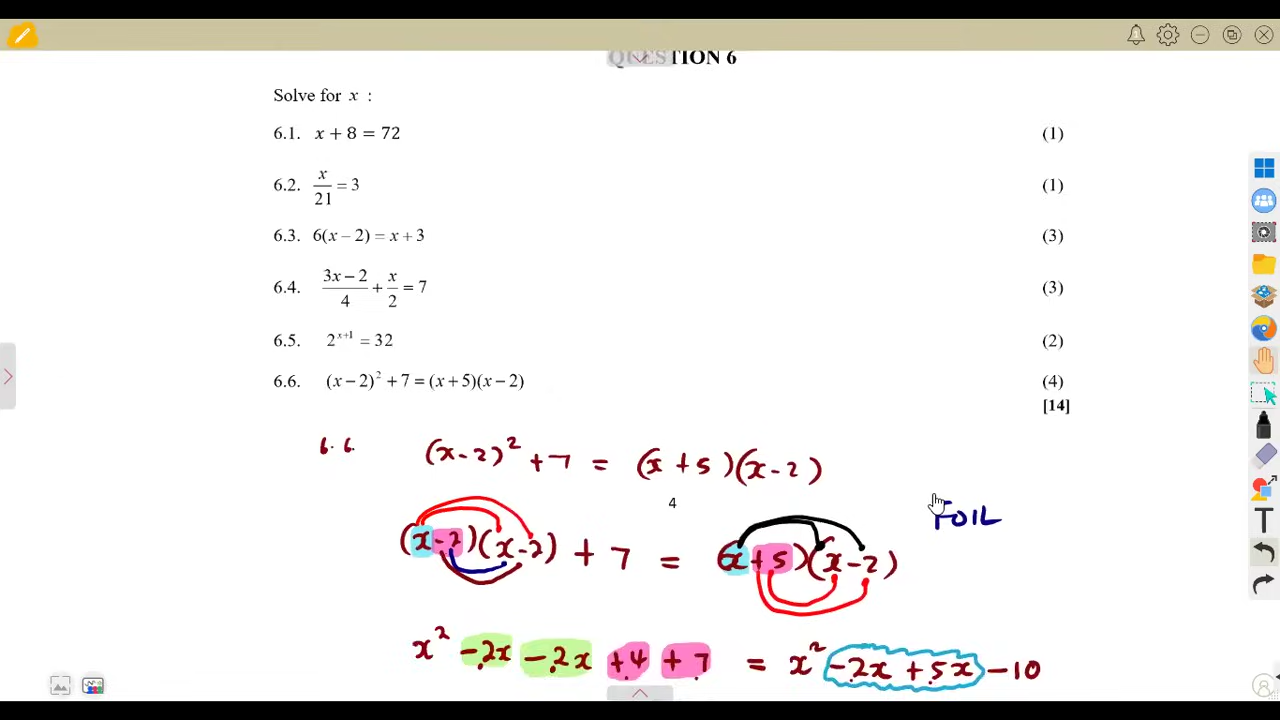 QUESTION 6
Solve for x :
6.1. x + 8 = 72 (1)
6.2. x/21 = 3 (1)
6.3. 6(x − 2) = x + 3 (3)
6.4. (3x − 2)/4 + x/2 = 7 (3)
6.5. 2^(x+1) = 32 (2)
6.6. (x − 2)² + 7 = (x + 5)(x − 2) (4)
[14]
6.6. (x-2)² + 7 = (x + 5)(x - 2)
4
FOIL
(x-2)(x-2) + 7 = (x+5)(x-2)
x² -2x -2x +4 +7 = x² -2x +5x -10
T